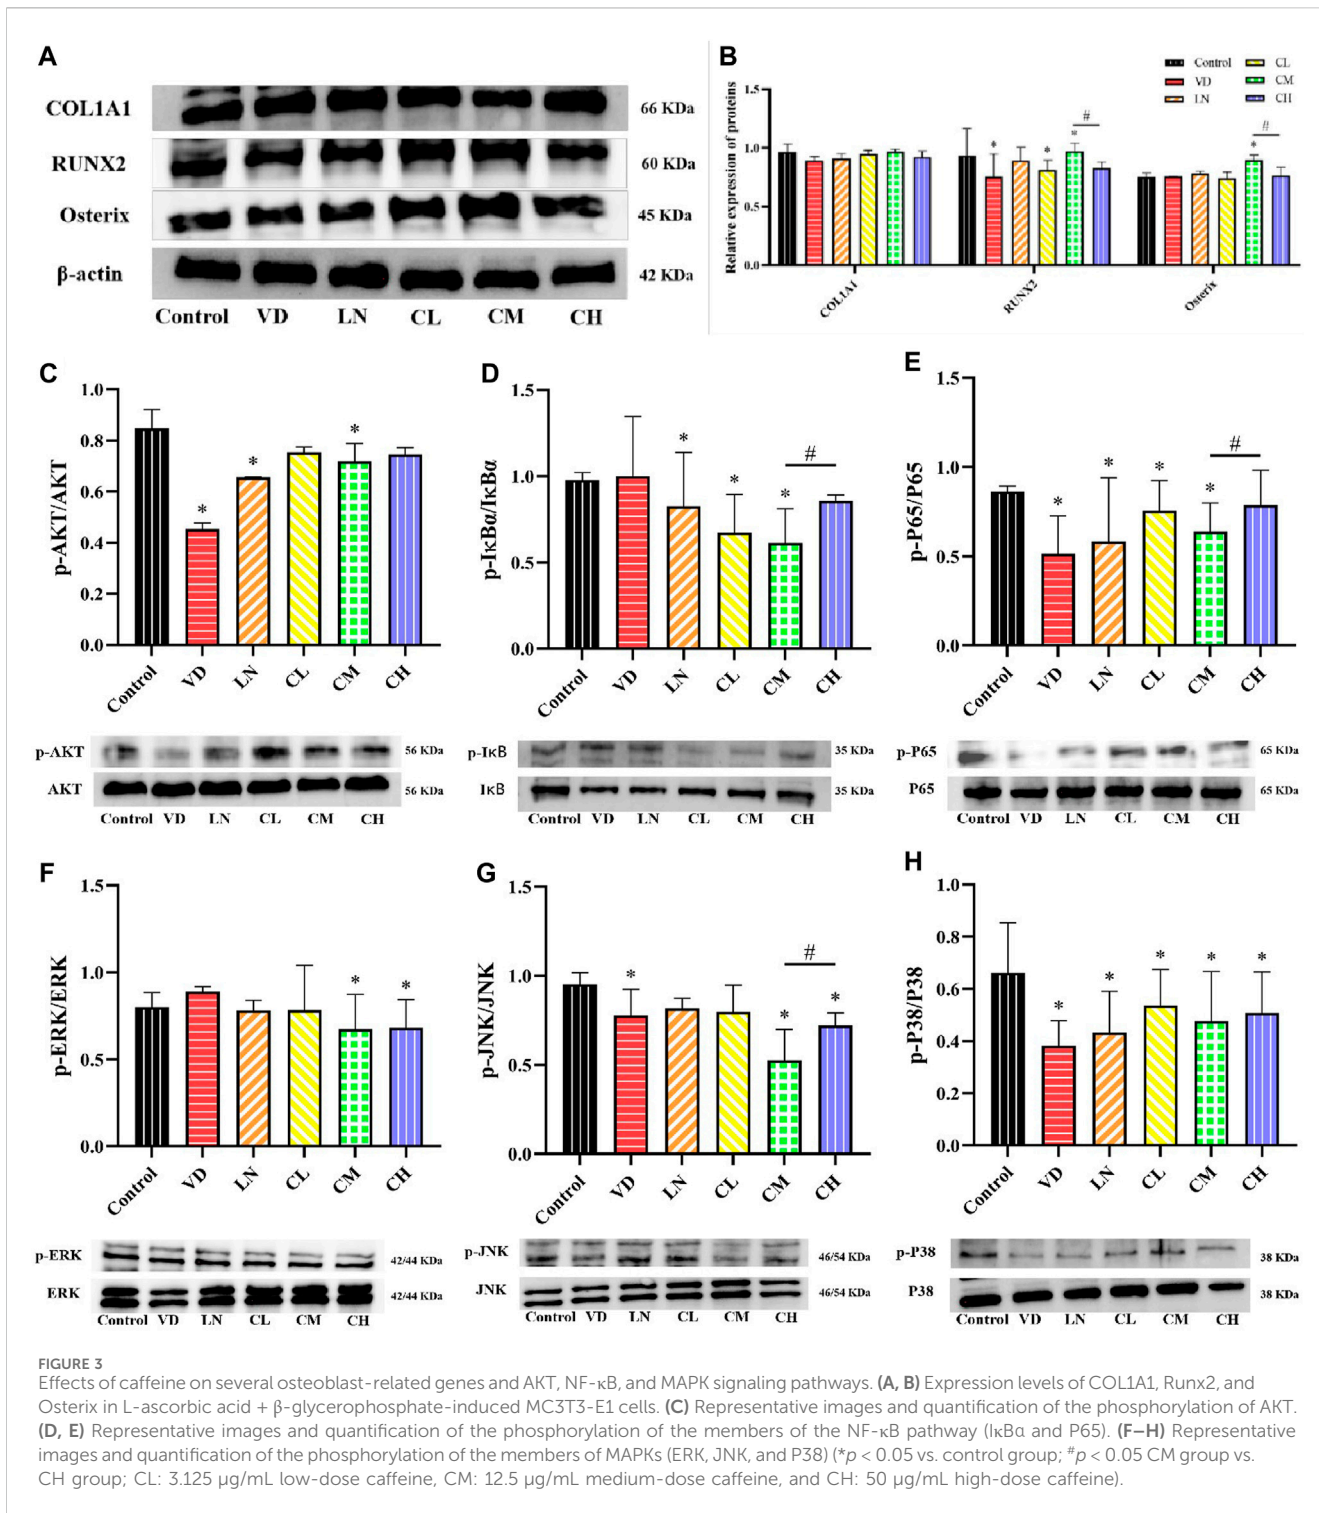 A
COL1A1
66 KDa
RUNX2
60 KDa
Osterix
45 KDa
β-actin
42 KDa
Control VD LN CL CM CH
B
Control CL
VD CM
LN CH
Relative expression of proteins
1.5
1.0
0.5
0.0
* * * # * #
COL1A1 RUNX2 Osterix
C
p-AKT/AKT
1.0
0.8
0.6
0.4
0.2
0.0
* * *
Control VD LN CL CM CH
p-AKT 56 KDa
AKT 56 KDa
Control VD LN CL CM CH
D
p-IκBα/IκBα
1.5
1.0
0.5
0.0
* * * #
Control VD LN CL CM CH
p-IκB 35 KDa
IκB 35 KDa
Control VD LN CL CM CH
E
p-P65/P65
1.5
1.0
0.5
0.0
* * * * #
Control VD LN CL CM CH
p-P65 65 KDa
P65 65 KDa
Control VD LN CL CM CH
F
p-ERK/ERK
1.5
1.0
0.5
0.0
* *
Control VD LN CL CM CH
p-ERK 42/44 KDa
ERK 42/44 KDa
Control VD LN CL CM CH
G
p-JNK/JNK
1.5
1.0
0.5
0.0
* * # *
Control VD LN CL CM CH
p-JNK 46/54 KDa
JNK 46/54 KDa
Control VD LN CL CM CH
H
p-P38/P38
1.0
0.8
0.6
0.4
0.2
0.0
* * * * *
Control VD LN CL CM CH
p-P38 38 KDa
P38 38 KDa
Control VD LN CL CM CH
FIGURE 3
Effects of caffeine on several osteoblast-related genes and AKT, NF-κB, and MAPK signaling pathways. (A, B) Expression levels of COL1A1, Runx2, and
Osterix in L-ascorbic acid + β-glycerophosphate-induced MC3T3-E1 cells. (C) Representative images and quantification of the phosphorylation of AKT.
(D, E) Representative images and quantification of the phosphorylation of the members of the NF-κB pathway (IκBα and P65). (F–H) Representative
images and quantification of the phosphorylation of the members of MAPKs (ERK, JNK, and P38) (*p < 0.05 vs. control group; #p < 0.05 CM group vs.
CH group; CL: 3.125 μg/mL low-dose caffeine, CM: 12.5 μg/mL medium-dose caffeine, and CH: 50 μg/mL high-dose caffeine).